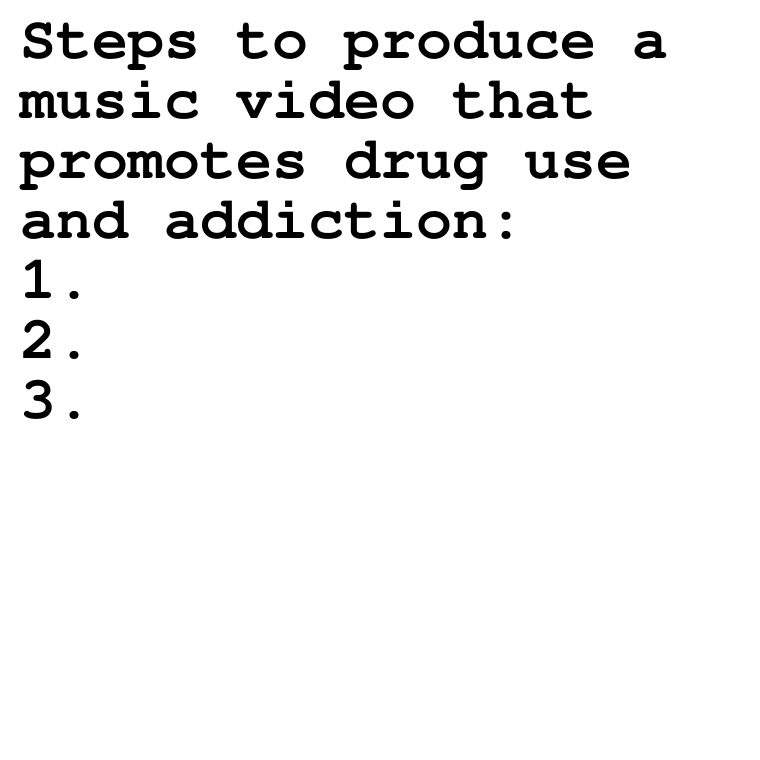 Steps to produce a
music video that
promotes drug use
and addiction:
1.
2.
3.